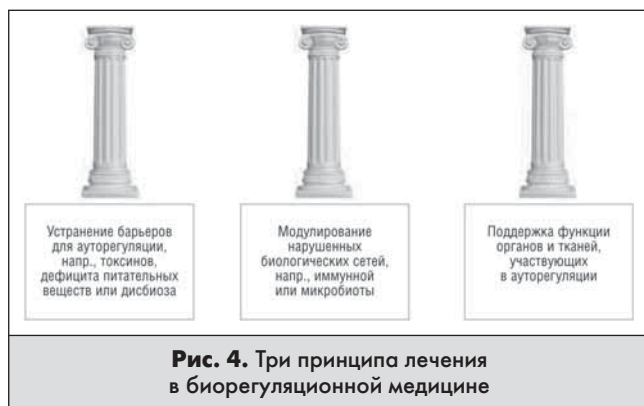 Устранение барьеров
для ауторегуляции,
напр., токсинов,
дефицита питательных
веществ или дисбиоза
Модулирование
нарушенных
биологических сетей,
напр., иммунной
или микробиоты
Поддержка функции
органов и тканей,
участвующих
в ауторегуляции
Рис. 4. Три принципа лечения
в биорегуляционной медицине